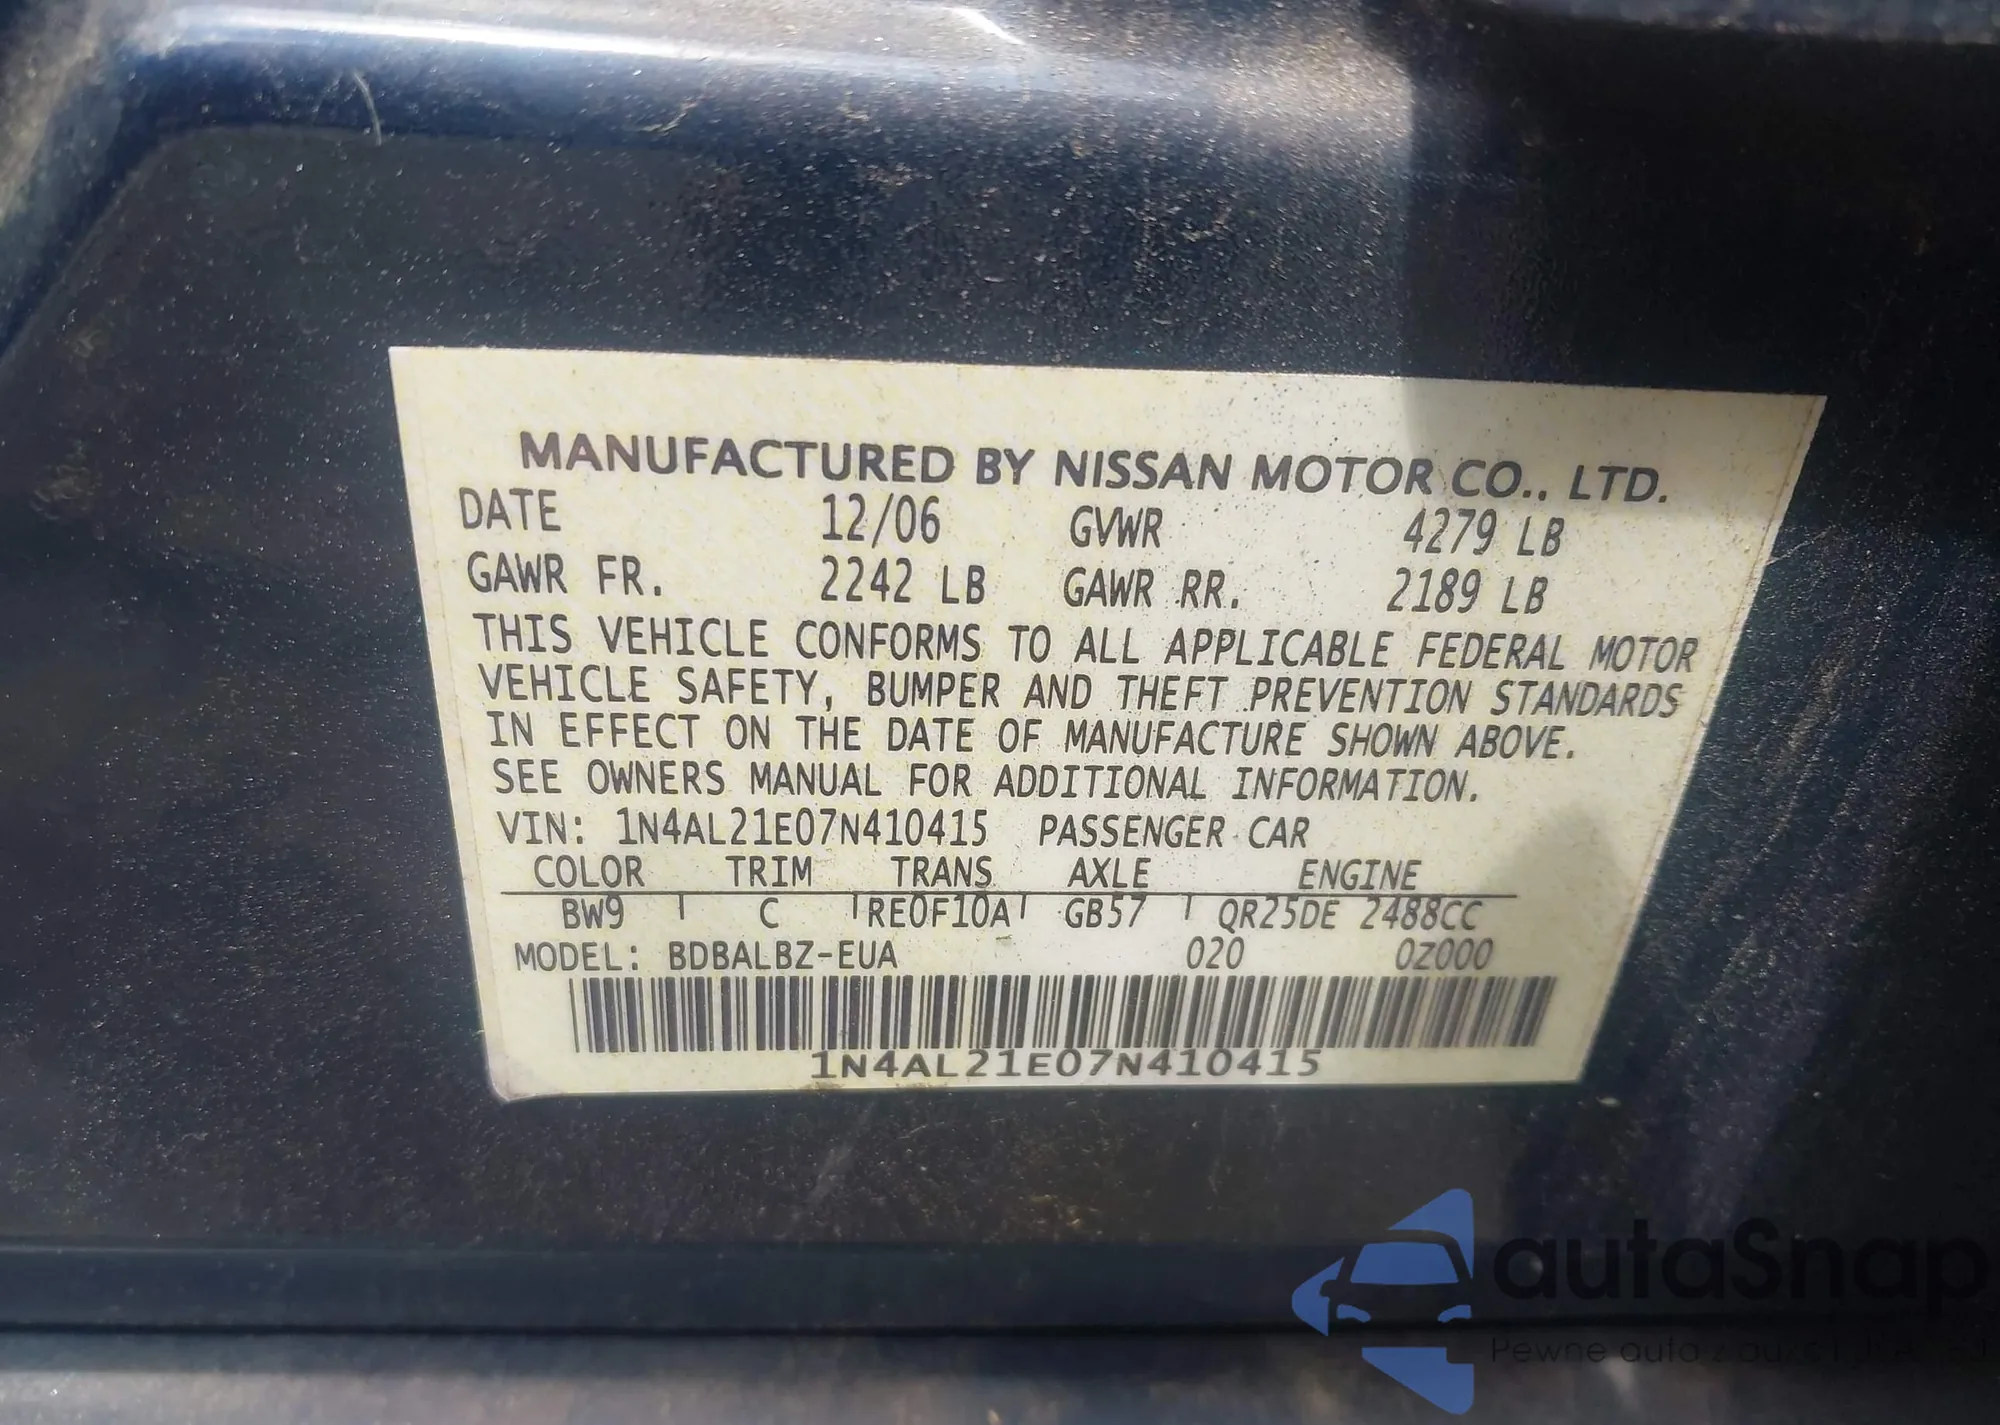 MANUFACTURED BY NISSAN MOTOR CO., LTD.
DATE 12/06 GVWR 4279 LB
GAWR FR. 2242 LB GAWR RR. 2189 LB
THIS VEHICLE CONFORMS TO ALL APPLICABLE FEDERAL MOTOR
VEHICLE SAFETY, BUMPER AND THEFT PREVENTION STANDARDS
IN EFFECT ON THE DATE OF MANUFACTURE SHOWN ABOVE.
SEE OWNERS MANUAL FOR ADDITIONAL INFORMATION.
VIN: 1N4AL21E07N410415 PASSENGER CAR
COLOR TRIM TRANS AXLE ENGINE
BW9 C RE0F10A GB57 QR25DE 2488CC
MODEL: BDBALBZ-EUA 020 0Z000
1N4AL21E07N410415
autaSnap
Pewne auta z